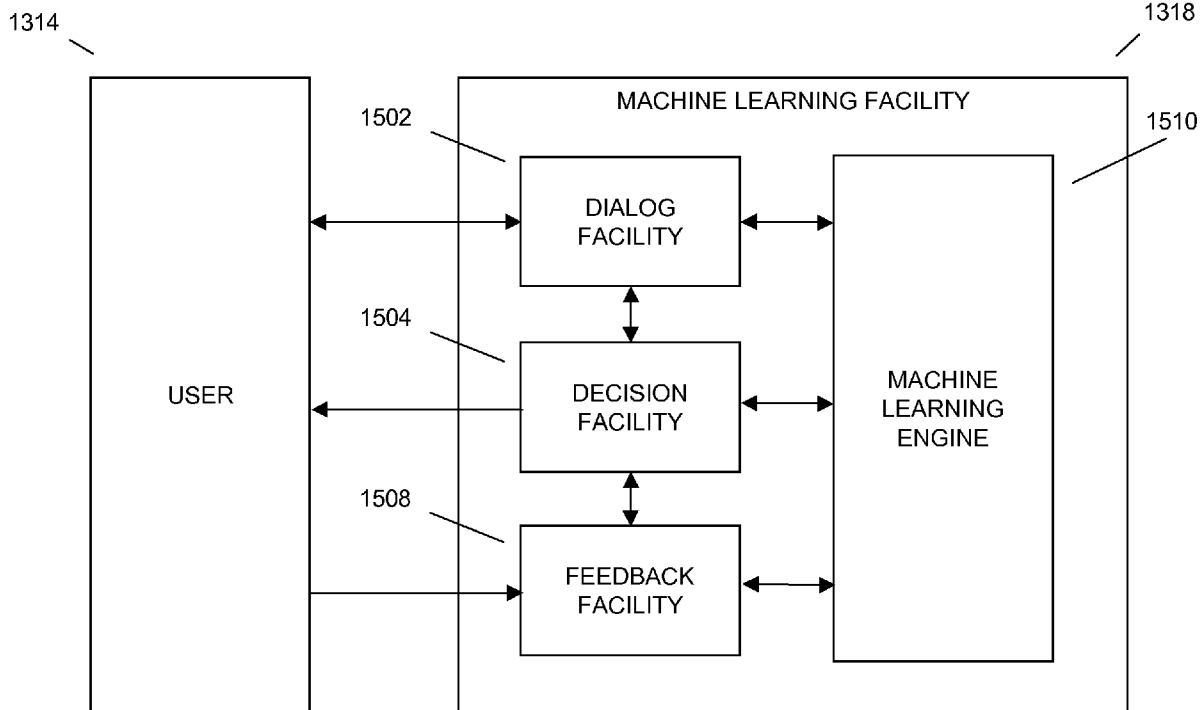 1314
1318
MACHINE LEARNING FACILITY
1502
1510
DIALOG
FACILITY
1504
USER
DECISION
FACILITY
MACHINE
LEARNING
ENGINE
1508
FEEDBACK
FACILITY